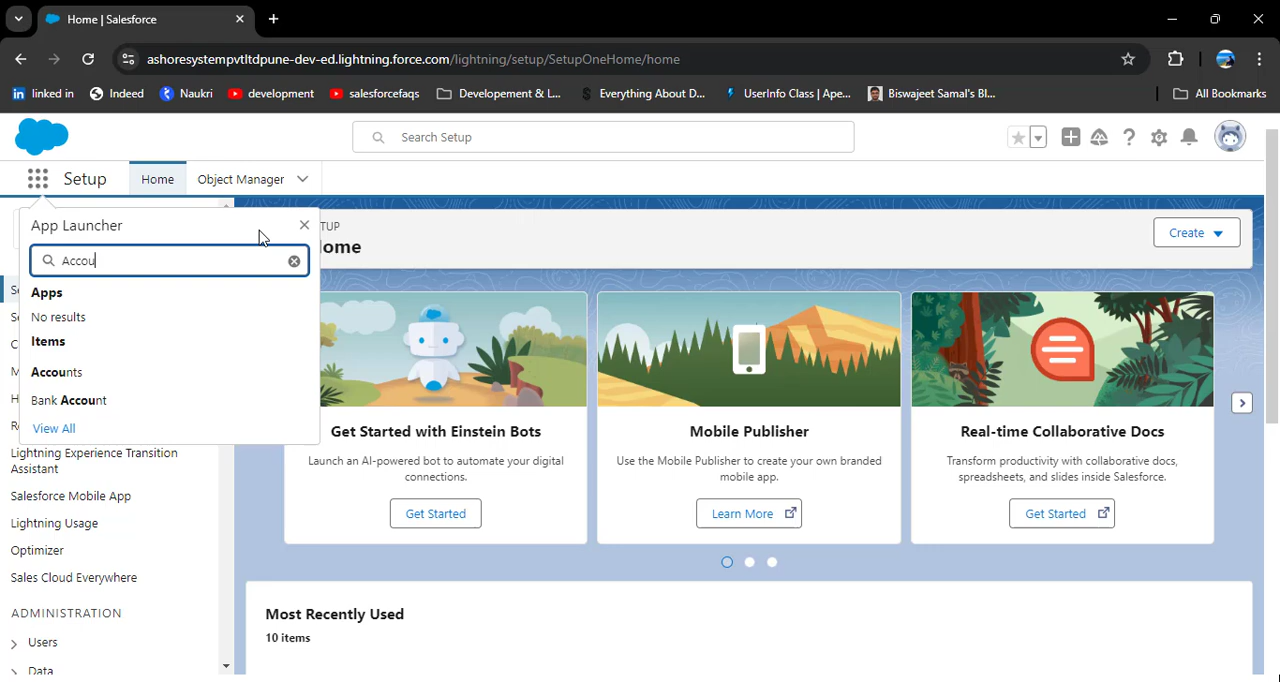 Home | Salesforce
ashoresystempvtltdpune-dev-ed.lightning.force.com/lightning/setup/SetupOneHome/home
linked in
Indeed
Naukri
development
salesforcefaqs
Developement & L...
Everything About D...
UserInfo Class | Ape...
Biswajeet Samal's Bl...
All Bookmarks
Search Setup
Setup
Home
Object Manager
App Launcher
Accou
Apps
No results
Items
Accounts
Bank Account
View All
Lightning Experience Transition
Assistant
Salesforce Mobile App
Lightning Usage
Optimizer
Sales Cloud Everywhere
ADMINISTRATION
Users
Data
Create
Get Started with Einstein Bots
Launch an AI-powered bot to automate your digital
connections.
Get Started
Mobile Publisher
Use the Mobile Publisher to create your own branded
mobile app.
Learn More
Real-time Collaborative Docs
Transform productivity with collaborative docs,
spreadsheets, and slides inside Salesforce.
Get Started
Most Recently Used
10 items